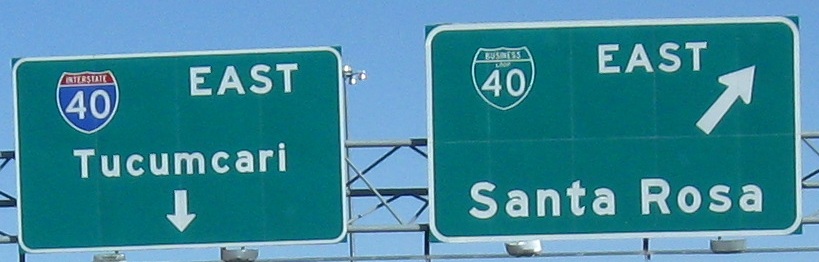 INTERSTATE
40
EAST
Tucumcari
BUSINESS
LOOP
40
EAST
Santa Rosa